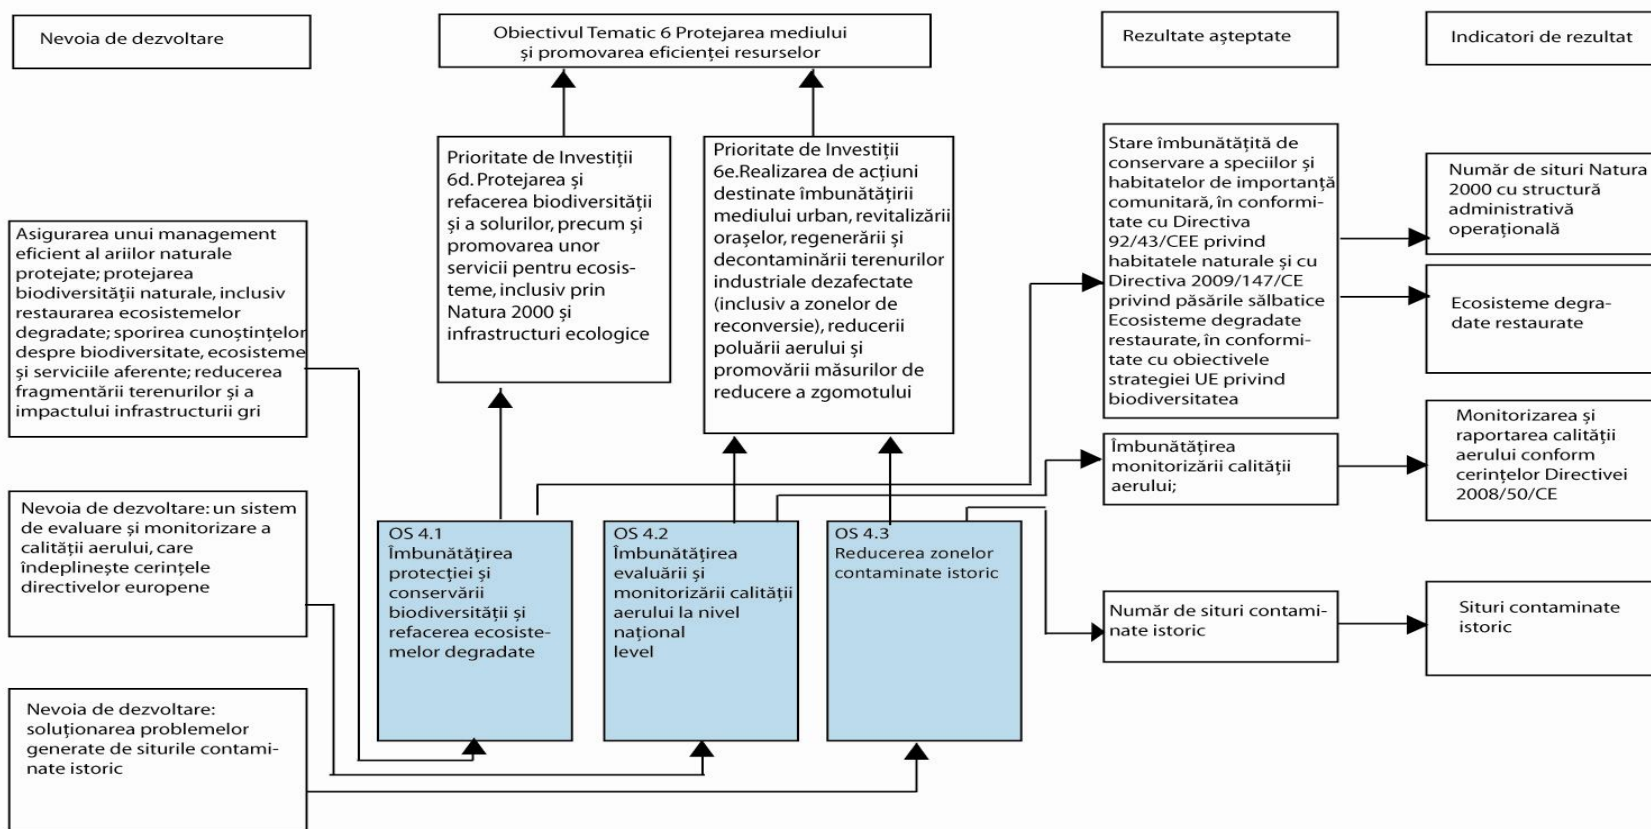 Nevoia de dezvoltare
Obiectivul Tematic 6 Protejarea mediului
și promovarea eficienței resurselor
Rezultate așteptate
Indicatori de rezultat
Asigurarea unui management
eficient al ariilor naturale
protejate; protejarea
biodiversității naturale, inclusiv
restaurarea ecosistemelor
degradate; sporirea cunoștințelor
despre biodiversitate, ecosisteme
și serviciile aferente; reducerea
fragmentării terenurilor și a
impactului infrastructurii gri
Nevoia de dezvoltare: un sistem
de evaluare și monitorizare a
calității aerului, care
îndeplinește cerințele
directivelor europene
Nevoia de dezvoltare:
soluționarea problemelor
generate de siturile contami-
nate istoric
Prioritate de Investiții
6d. Protejarea și
refacerea biodiversității
și a solurilor, precum și
promovarea unor
servicii pentru ecosis-
teme, inclusiv prin
Natura 2000 și
infrastructuri ecologice
Prioritate de Investiții
6e.Realizarea de acțiuni
destinate îmbunătățirii
mediului urban, revitalizării
orașelor, regenerării și
decontaminării terenurilor
industriale dezafectate
(inclusiv a zonelor de
reconversie), reducerii
poluării aerului și
promovării măsurilor de
reducere a zgomotului
OS 4.1
Îmbunătățirea
protecției și
conservării
biodiversității și
refacerea ecosiste-
melor degradate
OS 4.2
Îmbunătățirea
evaluării și
monitorizării calității
aerului la nivel
național
level
OS 4.3
Reducerea zonelor
contaminate istoric
Stare îmbunătățită de
conservare a speciilor și
habitatelor de importanță
comunitară, în conformi-
tate cu Directiva
92/43/CEE privind
habitatele naturale și cu
Directiva 2009/147/CE
privind păsările sălbatice
Ecosisteme degradate
restaurate, în conformi-
tate cu obiectivele
strategiei UE privind
biodiversitatea
Îmbunătățirea
monitorizării calității
aerului;
Număr de situri contami-
nate istoric
Număr de situri Natura
2000 cu structură
administrativă
operațională
Ecosisteme degra-
date restaurate
Monitorizarea și
raportarea calității
aerului conform
cerințelor Directivei
2008/50/CE
Situri contaminate
istoric